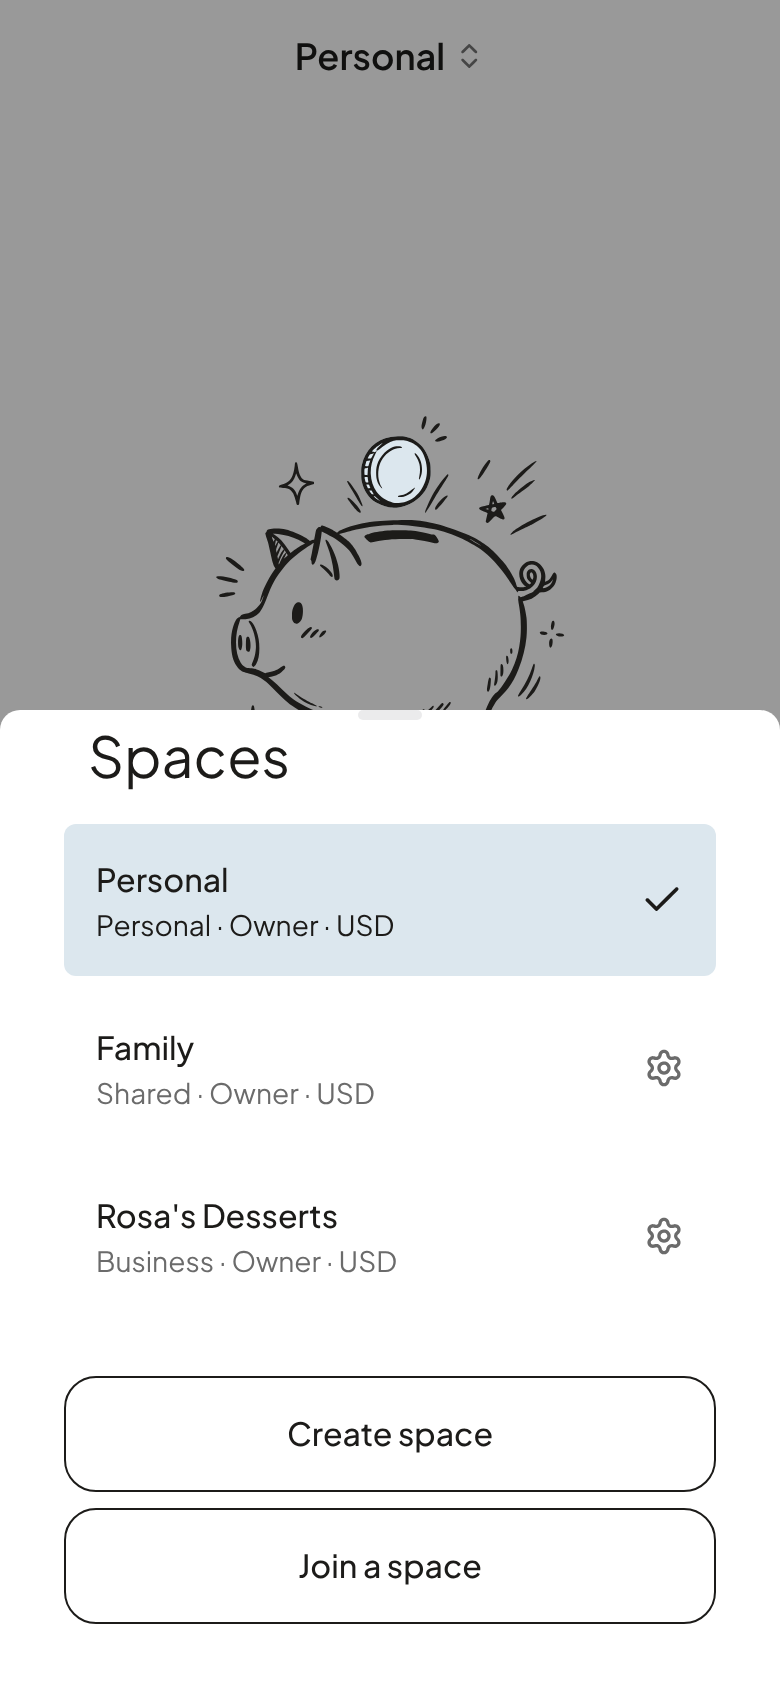 Personal
Spaces
Personal
Personal · Owner · USD
Family
Shared · Owner · USD
Rosa's Desserts
Business · Owner · USD
Create space
Join a space